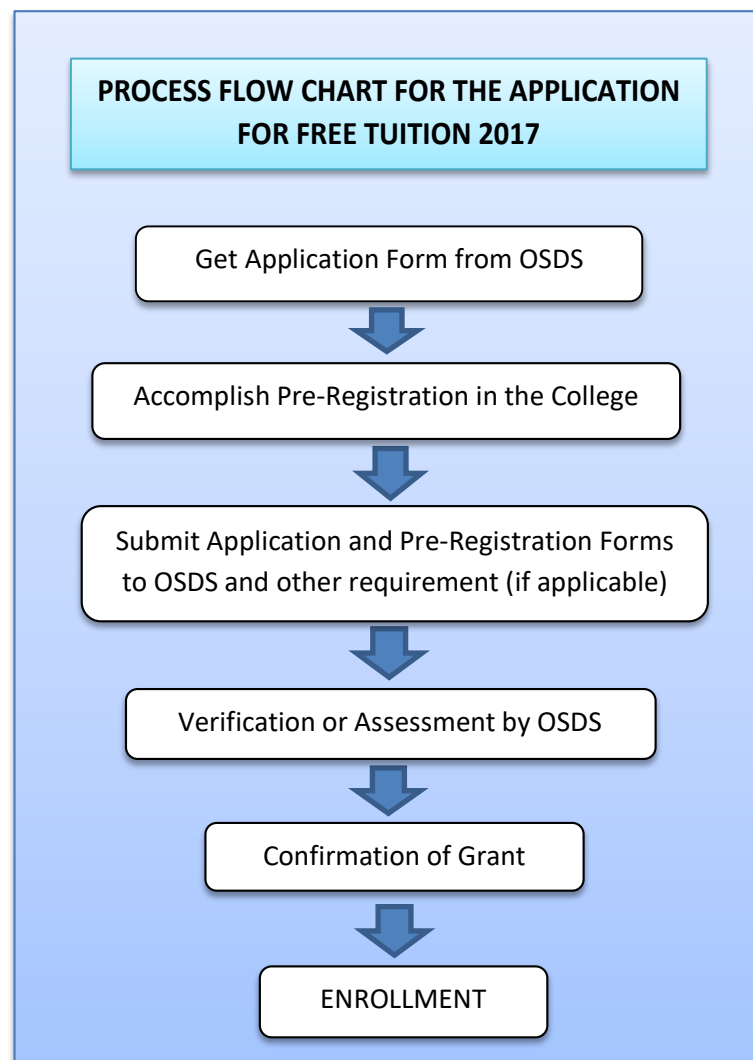 PROCESS FLOW CHART FOR THE APPLICATION
FOR FREE TUITION 2017
Get Application Form from OSDS
Accomplish Pre-Registration in the College
Submit Application and Pre-Registration Forms
to OSDS and other requirement (if applicable)
Verification or Assessment by OSDS
Confirmation of Grant
ENROLLMENT